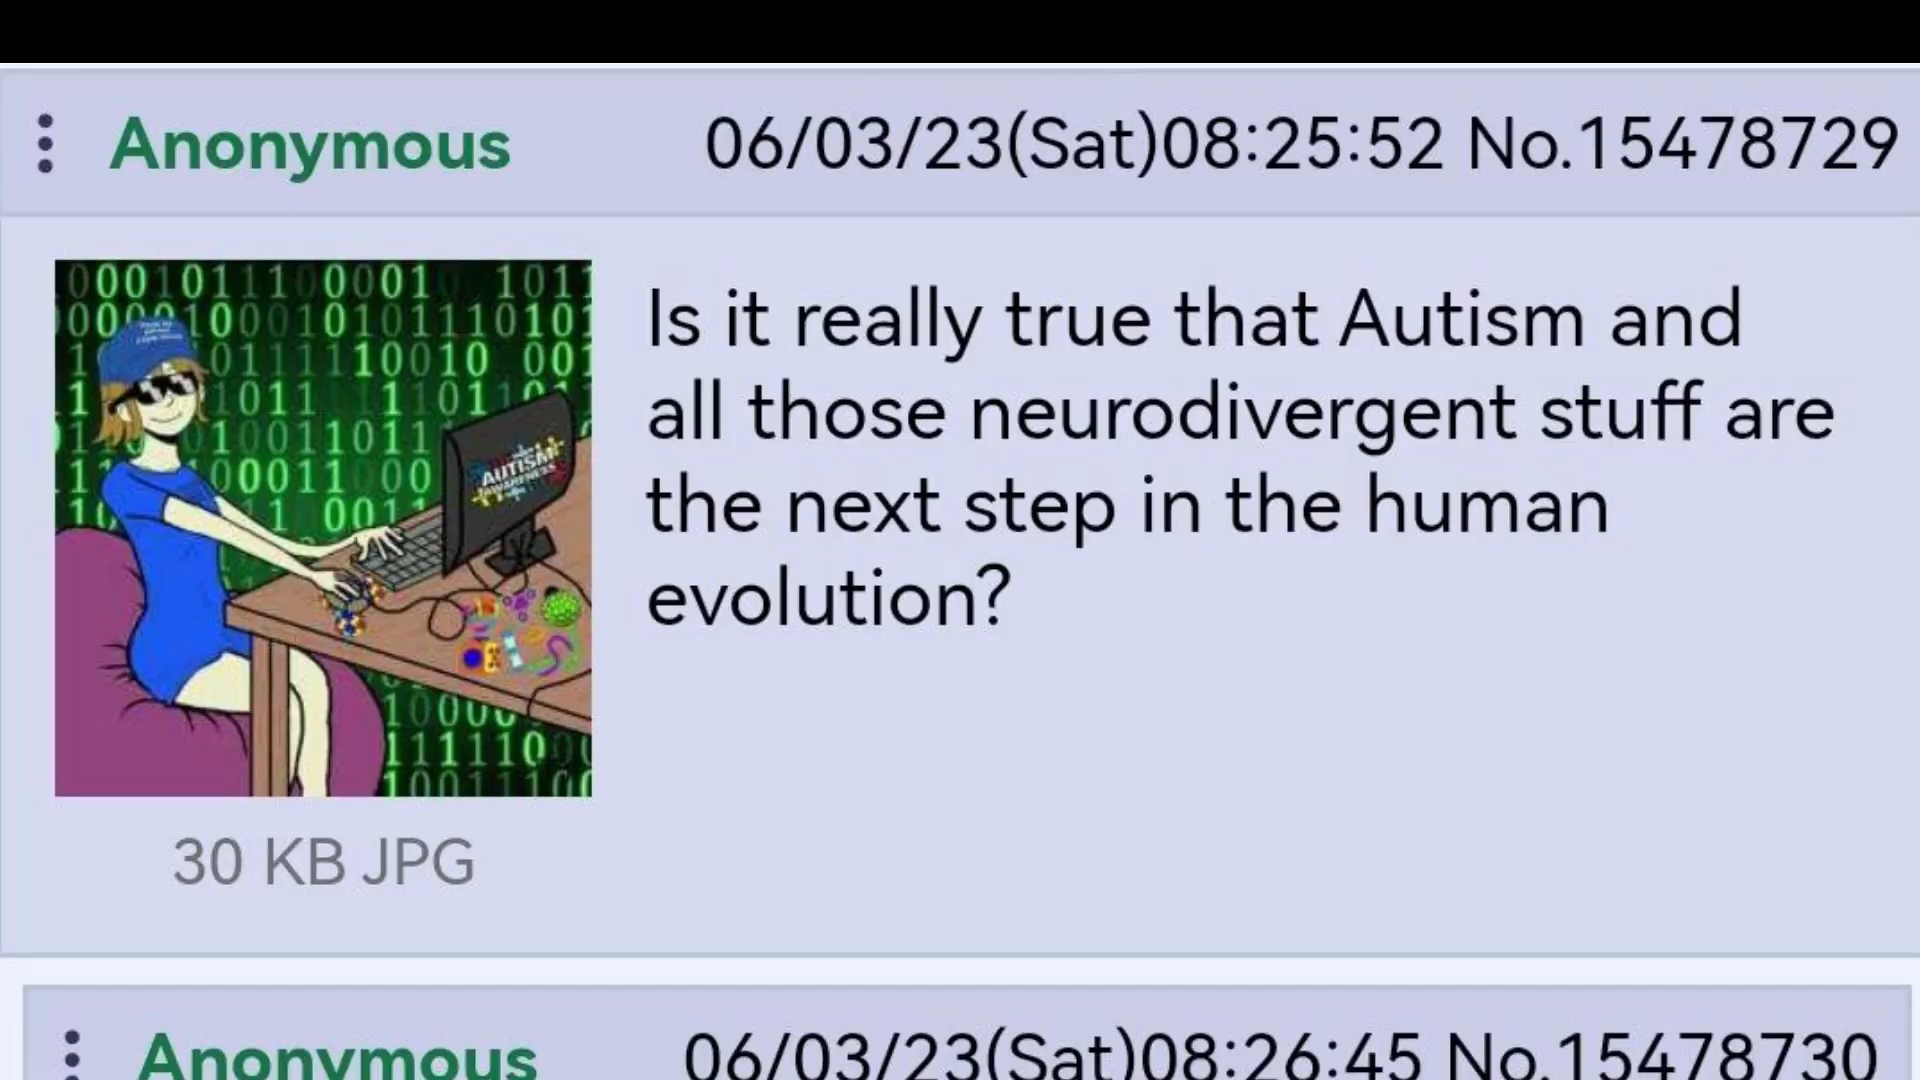 Anonymous 06/03/23(Sat)08:25:52 No.15478729
Is it really true that Autism and
all those neurodivergent stuff are
the next step in the human
evolution?
AUTISM
AWARENESS
30 KB JPG
Anonymous 06/03/23(Sat)08:26:45 No.15478730